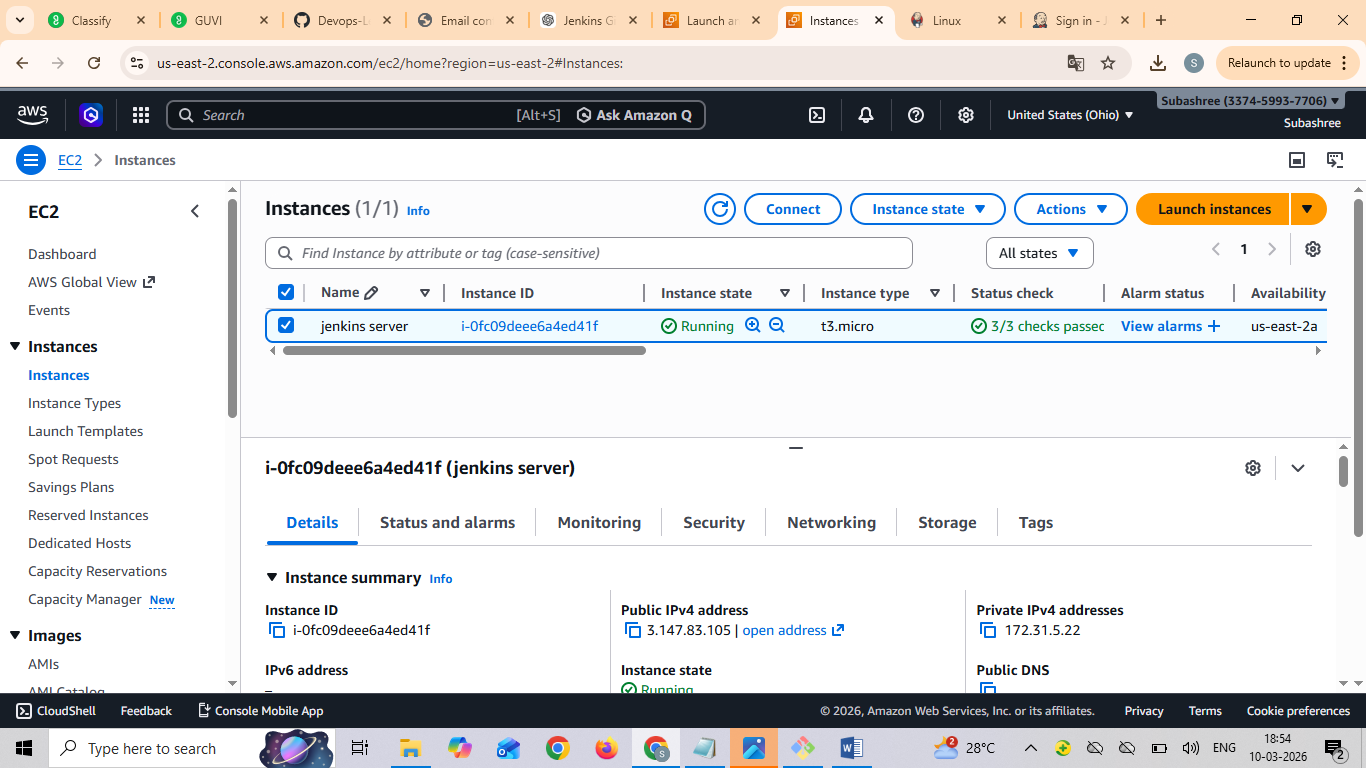 Classify
GUVI
Devops-L
Email con
Jenkins G
Launch ar
Instances
Linux
Sign in - J
us-east-2.console.aws.amazon.com/ec2/home?region=us-east-2#Instances:
S
Relaunch to update
aws
Search
[Alt+S]
Ask Amazon Q
United States (Ohio)
Subashree (3374-5993-7706)
Subashree
EC2
Instances
EC2
Dashboard
AWS Global View
Events
Instances
Instances
Instance Types
Launch Templates
Spot Requests
Savings Plans
Reserved Instances
Dedicated Hosts
Capacity Reservations
Capacity Manager New
Images
AMIs
AMI Catalog
Instances (1/1) Info
Connect
Instance state
Actions
Launch instances
Find Instance by attribute or tag (case-sensitive)
All states
1
Name Instance ID Instance state Instance type Status check Alarm status Availability
jenkins server i-0fc09deee6a4ed41f Running t3.micro 3/3 checks passec View alarms + us-east-2a
i-0fc09deee6a4ed41f (jenkins server)
Details Status and alarms Monitoring Security Networking Storage Tags
Instance summary Info
Instance ID
i-0fc09deee6a4ed41f
Public IPv4 address
3.147.83.105 | open address
Private IPv4 addresses
172.31.5.22
IPv6 address
–
Instance state
Running
Public DNS
CloudShell Feedback Console Mobile App
© 2026, Amazon Web Services, Inc. or its affiliates. Privacy Terms Cookie preferences
Type here to search
2
28°C
ENG
18:54
10-03-2026
2